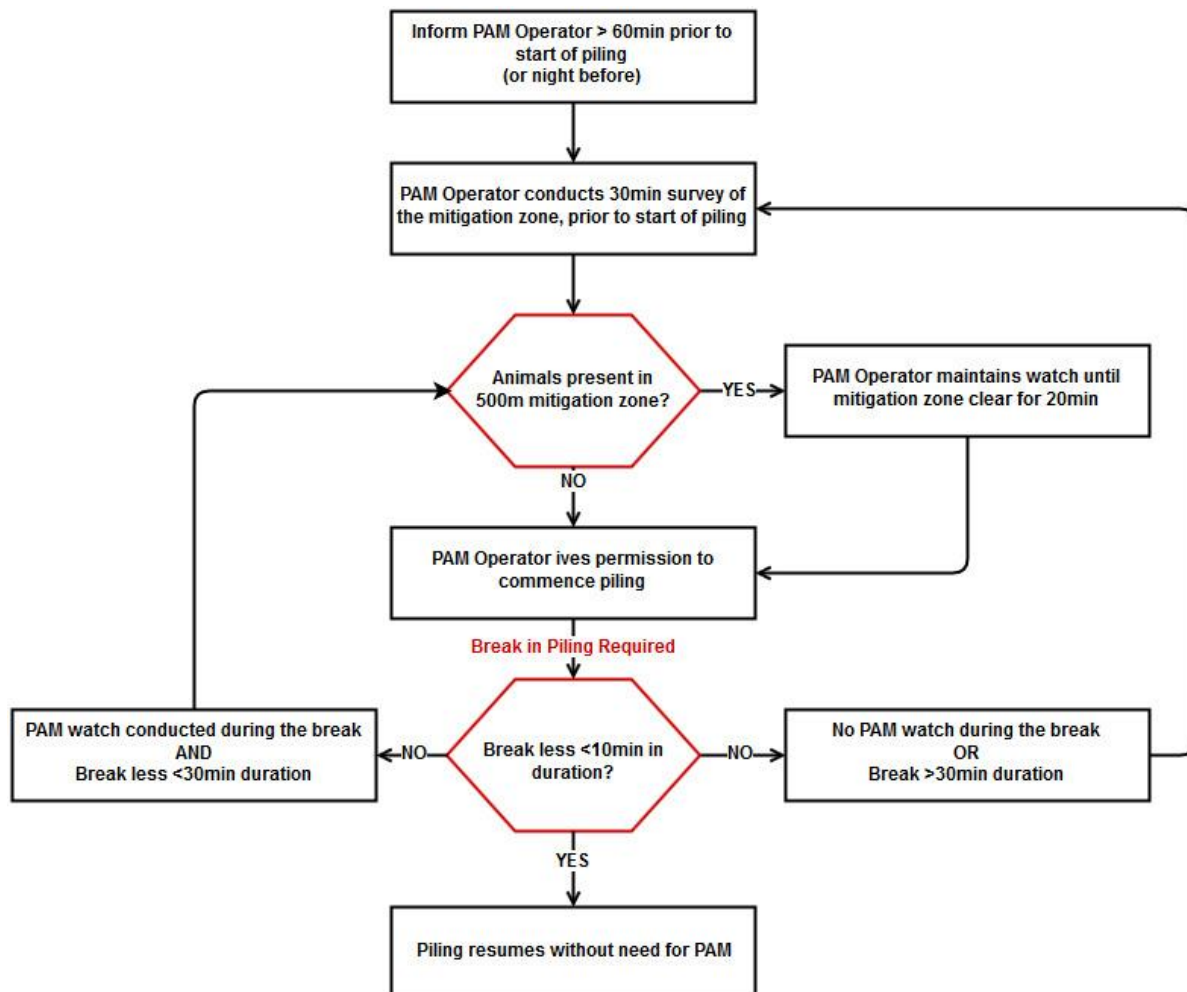 Inform PAM Operator > 60min prior to
start of piling
(or night before)
PAM Operator conducts 30min survey of
the mitigation zone, prior to start of piling
Animals present in
500m mitigation zone?
YES
PAM Operator maintains watch until
mitigation zone clear for 20min
NO
PAM Operator ives permission to
commence piling
Break in Piling Required
PAM watch conducted during the break
AND
Break less <30min duration
NO
Break less <10min in
duration?
NO
No PAM watch during the break
OR
Break >30min duration
YES
Piling resumes without need for PAM